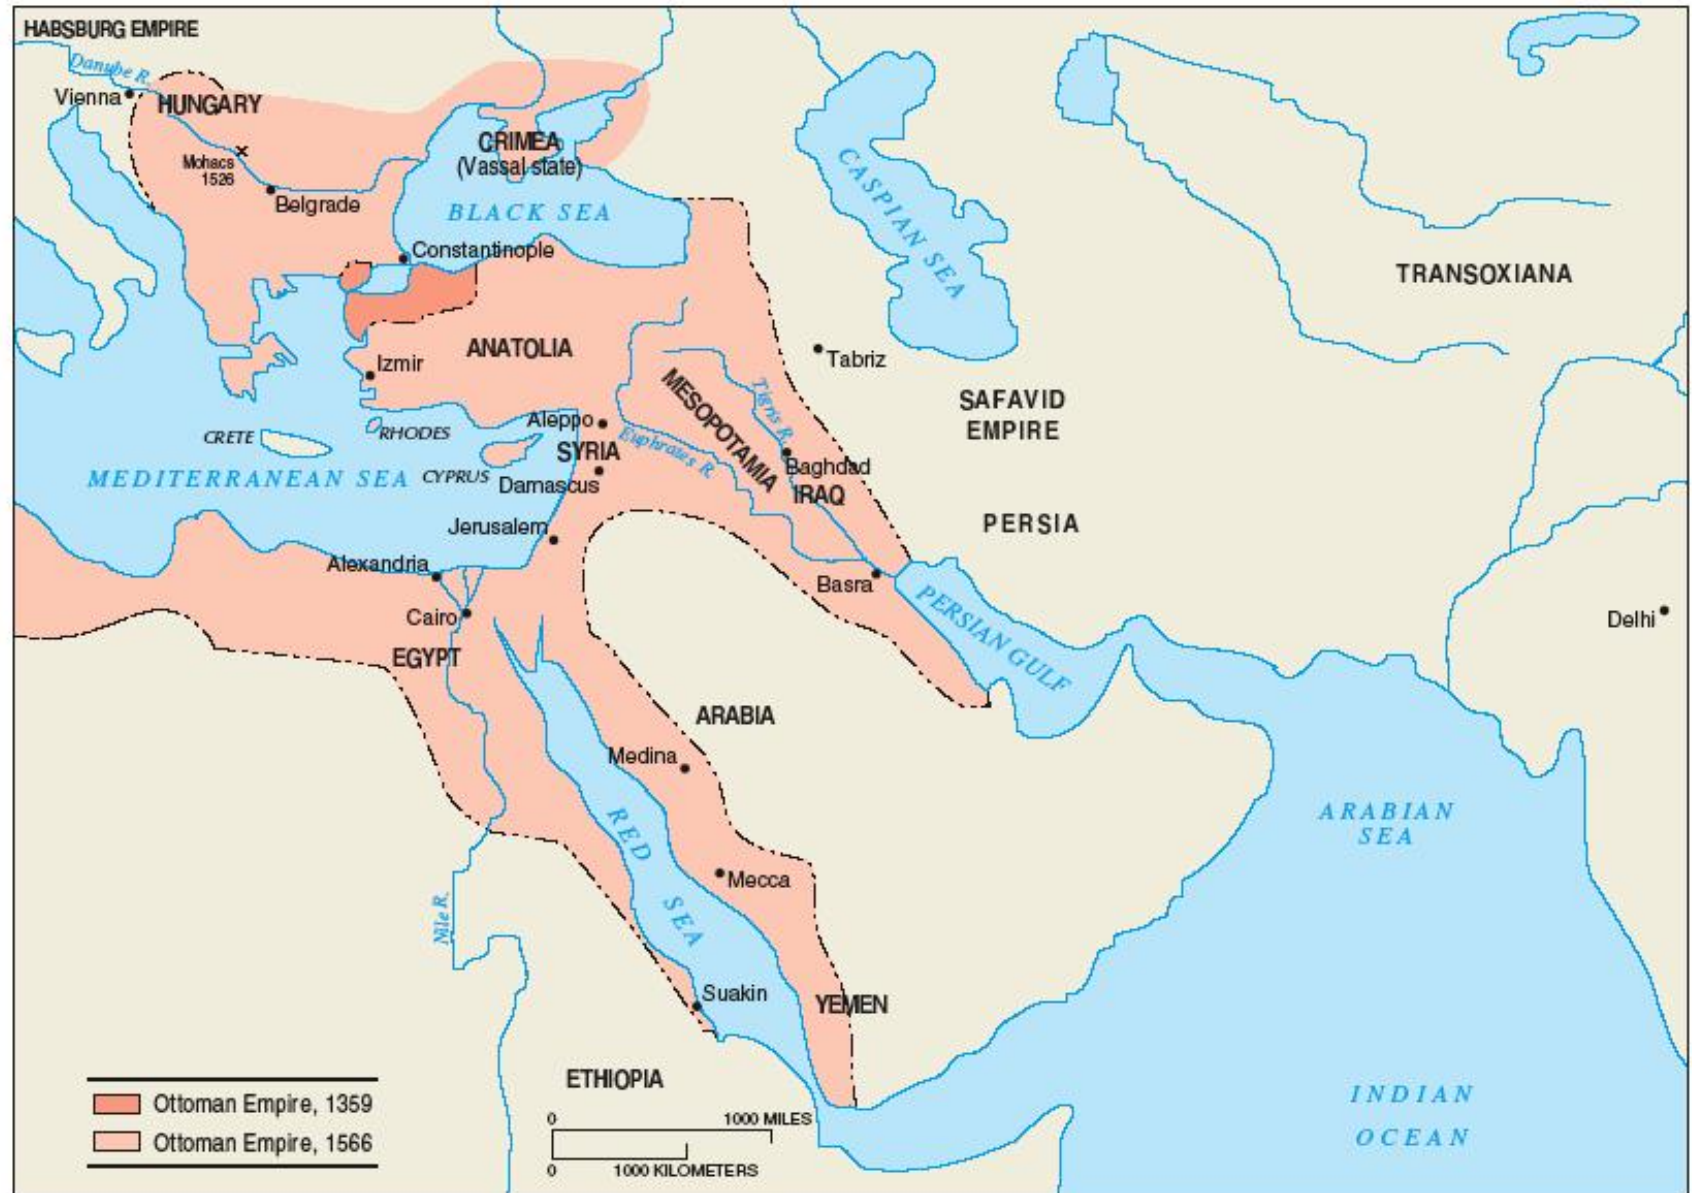 HABSBURG EMPIRE
Danube R.
Vienna
HUNGARY
CRIMEA
(Vassal state)
Mohacs
1526
Belgrade
BLACK SEA
CASPIAN SEA
Constantinople
TRANSOXIANA
ANATOLIA
Izmir
Tabriz
MESOPOTAMIA
Tigris R.
SAFAVID
EMPIRE
Aleppo
RHODES
CRETE
SYRIA
Euphrates R.
Baghdad
MEDITERRANEAN SEA
CYPRUS
Damascus
IRAQ
Jerusalem
PERSIA
Alexandria
Basra
Cairo
PERSIAN GULF
Delhi
EGYPT
ARABIA
Medina
RED
SEA
ARABIAN
SEA
Mecca
Nile R.
Suakin
YEMEN
ETHIOPIA
INDIAN
OCEAN
Ottoman Empire, 1359
Ottoman Empire, 1566
0 1000 MILES
0 1000 KILOMETERS